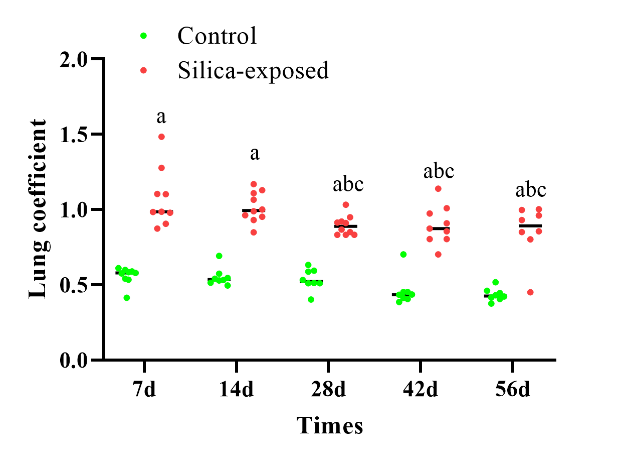 Control
Silica-exposed
Lung coefficient
2.0
1.5
1.0
0.5
0.0
a
a
abc
abc
abc
7d
14d
28d
42d
56d
Times